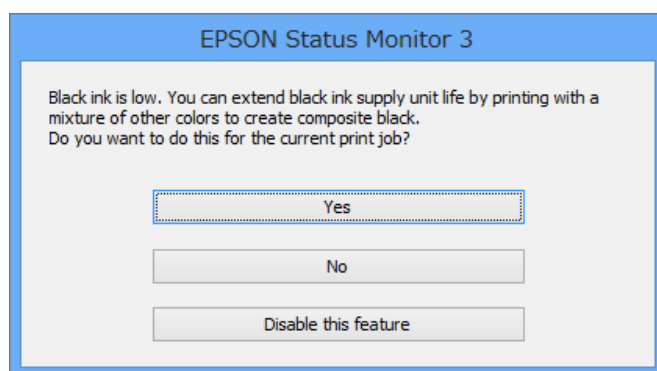 EPSON Status Monitor 3
Black ink is low. You can extend black ink supply unit life by printing with a
mixture of other colors to create composite black.
Do you want to do this for the current print job?
Yes
No
Disable this feature